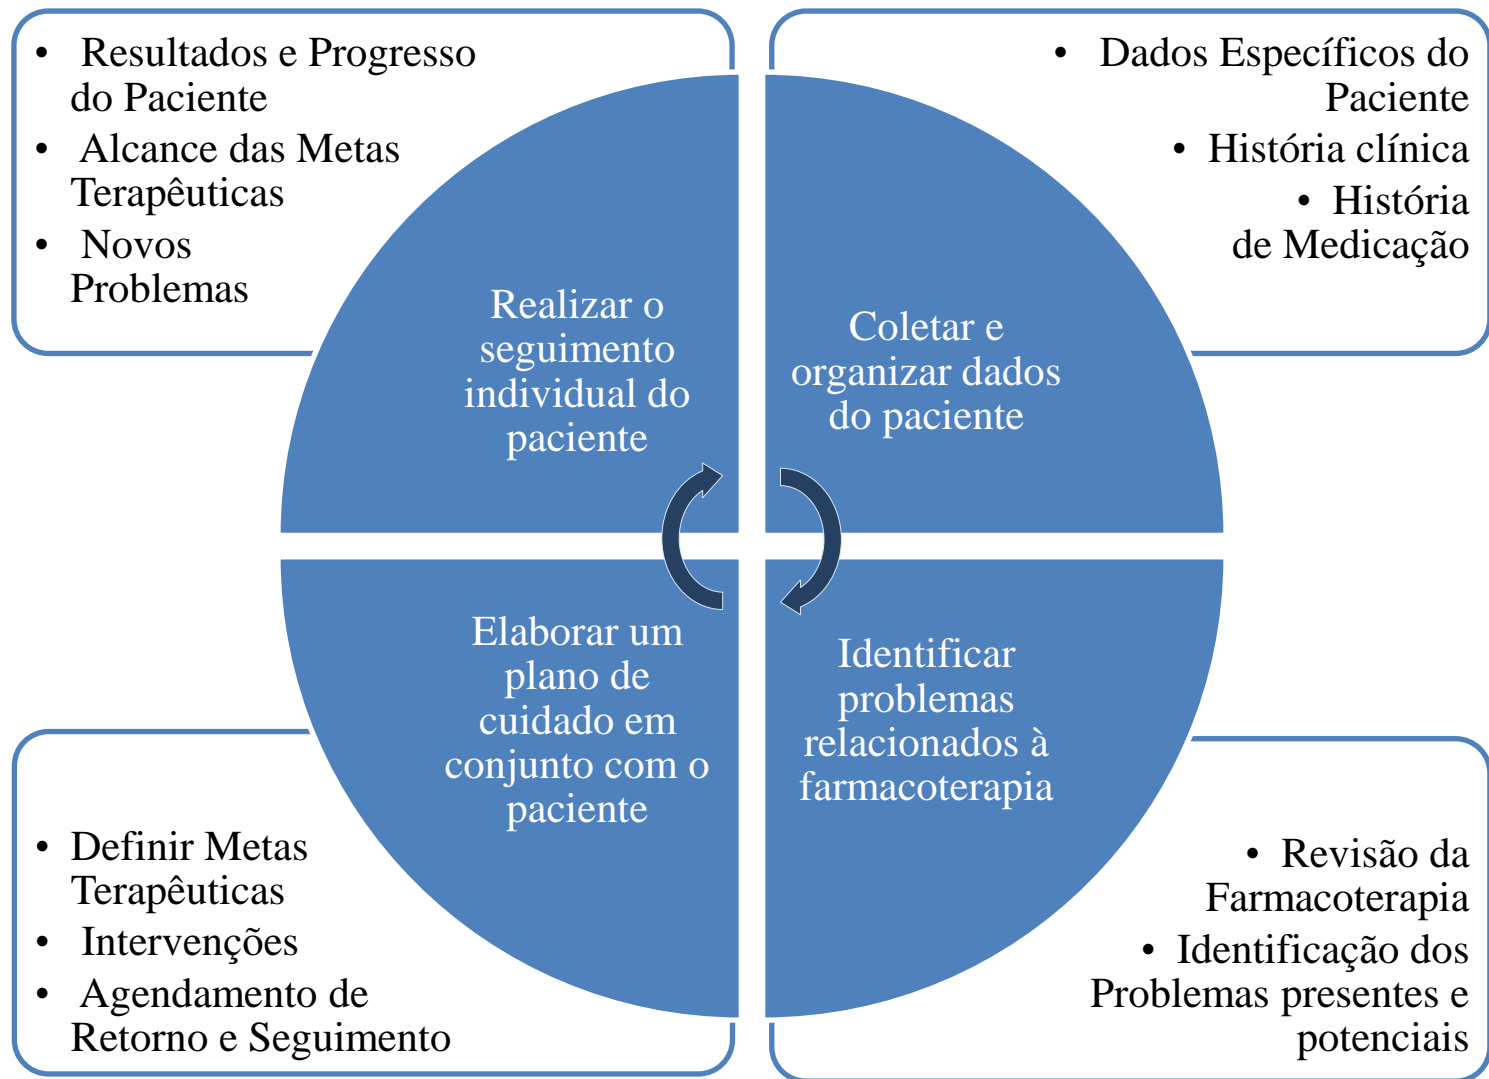 • Resultados e Progresso
do Paciente
• Alcance das Metas
Terapêuticas
• Novos
Problemas
• Dados Específicos do
Paciente
• História clínica
• História
de Medicação
Realizar o
seguimento
individual do
paciente
Coletar e
organizar dados
do paciente
Elaborar um
plano de
cuidado em
conjunto com o
paciente
Identificar
problemas
relacionados à
farmacoterapia
• Definir Metas
Terapêuticas
• Intervenções
• Agendamento de
Retorno e Seguimento
• Revisão da
Farmacoterapia
• Identificação dos
Problemas presentes e
potenciais